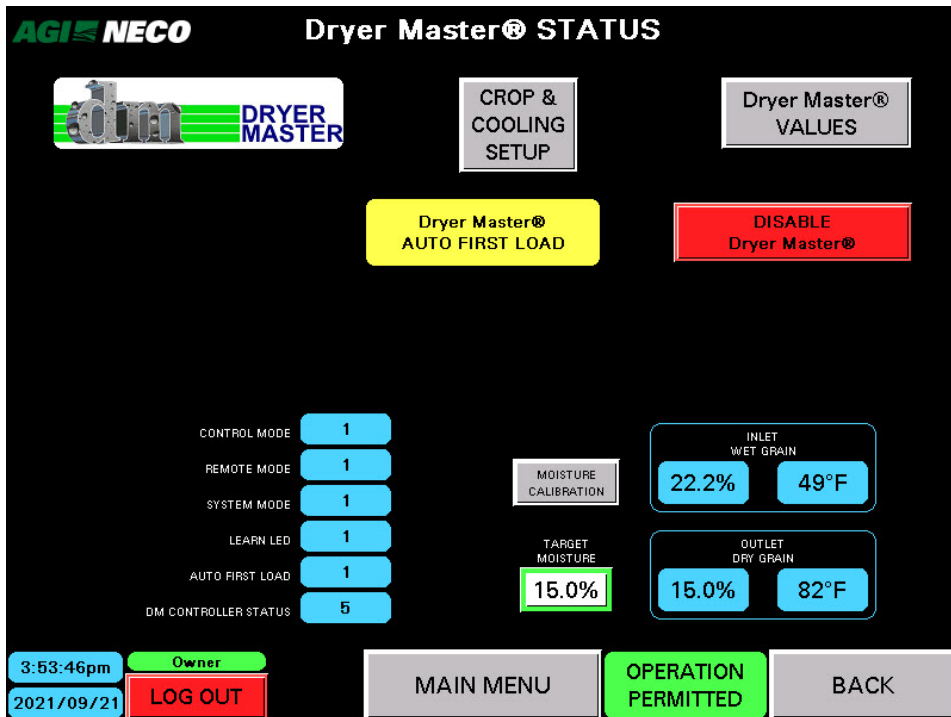 AGI NECO
Dryer Master® STATUS
dm
DRYER
MASTER
CROP &
COOLING
SETUP
Dryer Master®
VALUES
Dryer Master®
AUTO FIRST LOAD
DISABLE
Dryer Master®
CONTROL MODE 1
REMOTE MODE 1
SYSTEM MODE 1
LEARN LED 1
AUTO FIRST LOAD 1
DM CONTROLLER STATUS 5
MOISTURE
CALIBRATION
TARGET
MOISTURE
15.0%
INLET
WET GRAIN
22.2% 49°F
OUTLET
DRY GRAIN
15.0% 82°F
3:53:46pm
2021/09/21
Owner
LOG OUT
MAIN MENU
OPERATION
PERMITTED
BACK